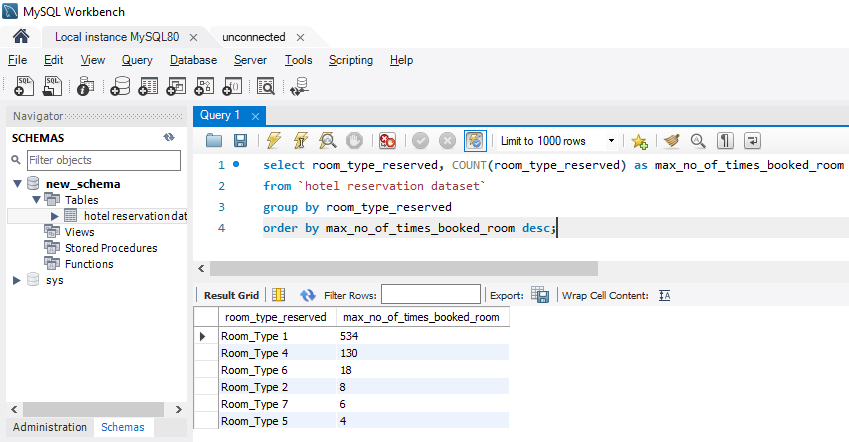 MySQL Workbench
Local instance MySQL80 unconnected
File Edit View Query Database Server Tools Scripting Help
SQL SQL
Navigator
SCHEMAS
Filter objects
new_schema
Tables
hotel reservation dat
Views
Stored Procedures
Functions
sys
Administration Schemas
Query 1
Limit to 1000 rows
1 select room_type_reserved, COUNT(room_type_reserved) as max_no_of_times_booked_room
2 from `hotel reservation dataset`
3 group by room_type_reserved
4 order by max_no_of_times_booked_room desc;
Result Grid Filter Rows: Export: Wrap Cell Content: IA
room_type_reserved max_no_of_times_booked_room
Room_Type 1 534
Room_Type 4 130
Room_Type 6 18
Room_Type 2 8
Room_Type 7 6
Room_Type 5 4